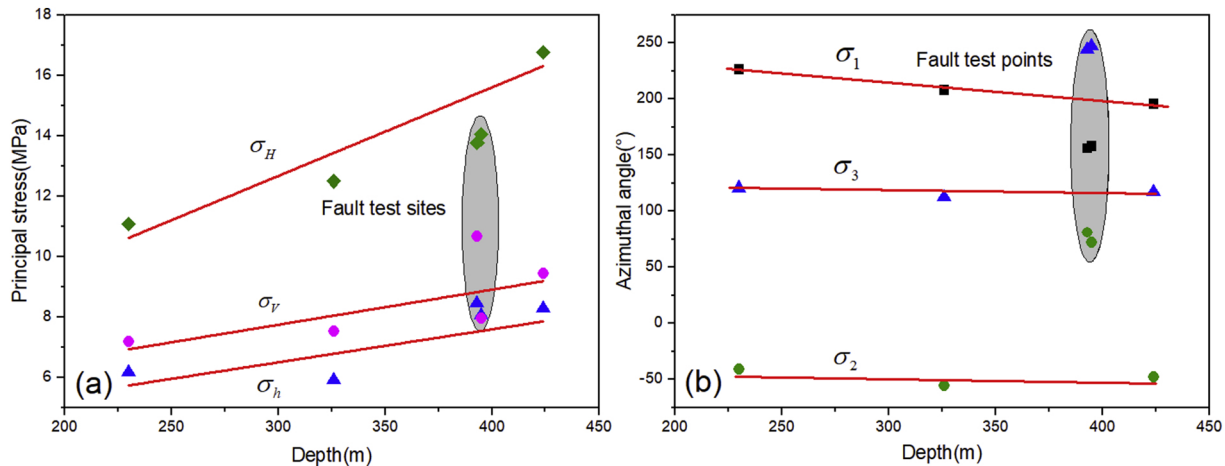 18
16
14
12
10
8
6
Principal stress(MPa)
σH
Fault test sites
σV
σh
(a)
200
250
300
350
400
450
Depth(m)
250
200
150
100
50
0
-50
Azimuthal angle(°)
σ1
Fault test points
σ3
σ2
(b)
200
250
300
350
400
450
Depth(m)